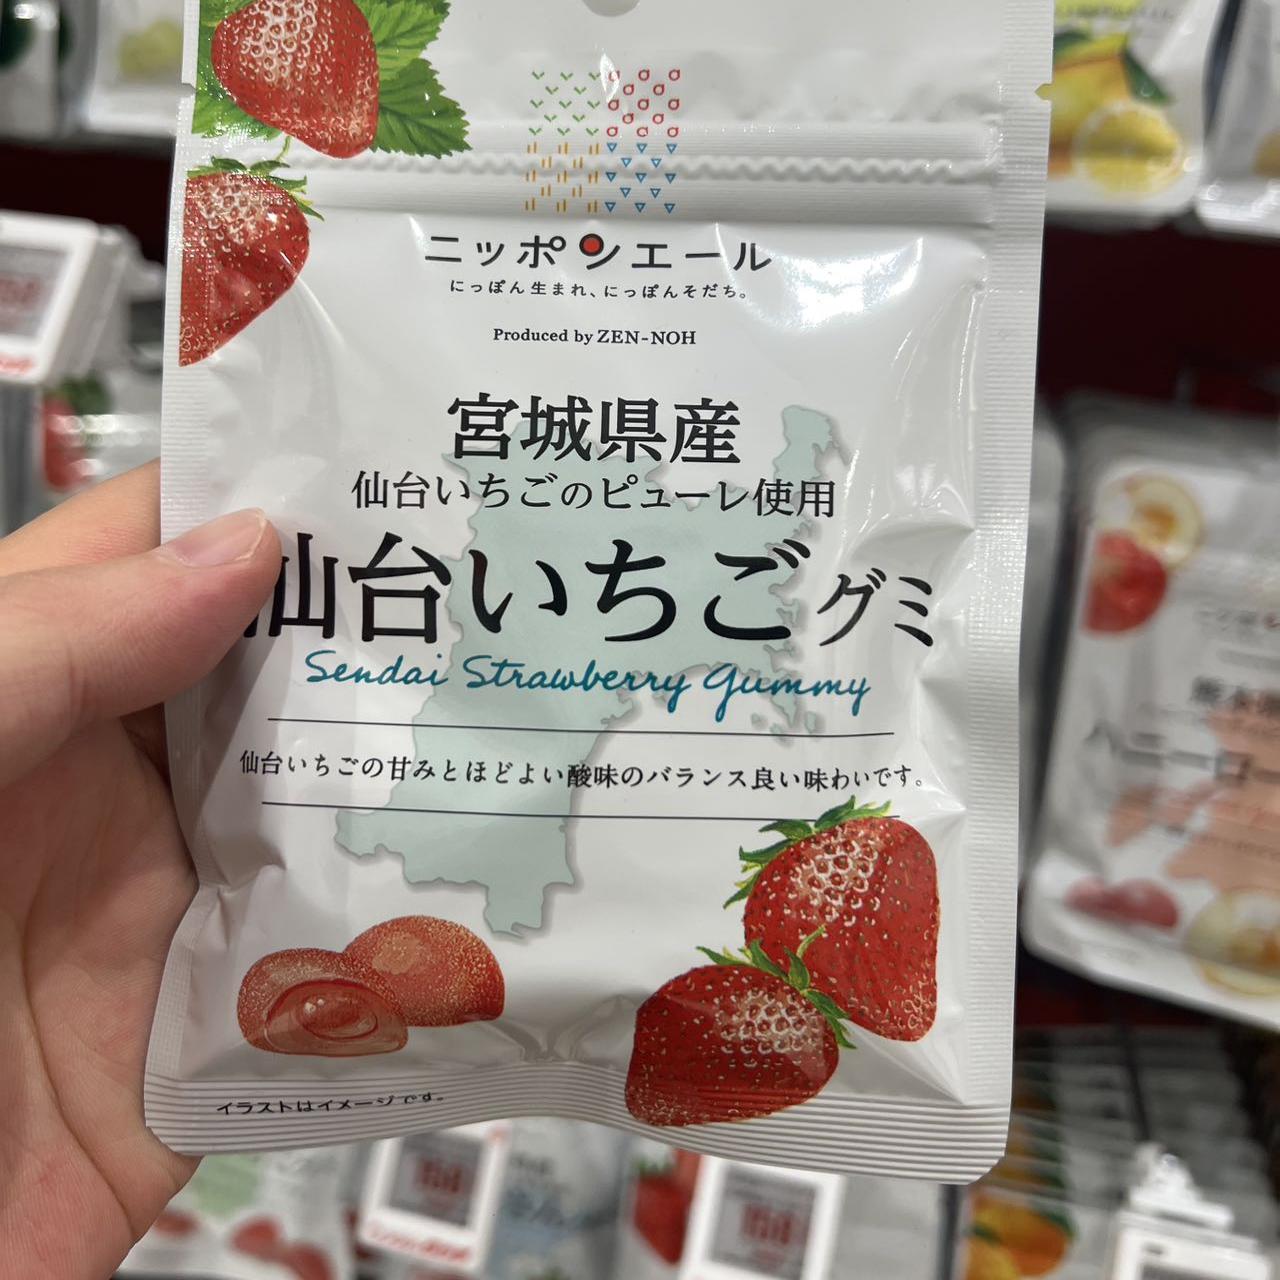 ニッポンエール
にっぽん生まれ、にっぽんそだち。
Produced by ZEN-NOH
宮城県産
仙台いちごのピューレ使用
仙台いちごグミ
Sendai Strawberry Gummy
仙台いちごの甘みとほどよい酸味のバランス良い味わいです。
イラストはイメージです。
158
158